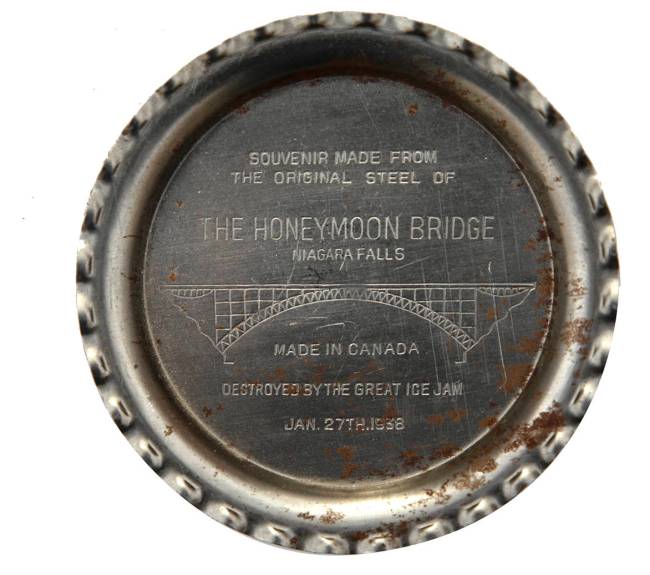 SOUVENIR MADE FROM
THE ORIGINAL STEEL OF
THE HONEYMOON BRIDGE
NIAGARA FALLS
MADE IN CANADA
DESTROYED BY THE GREAT ICE JAM
JAN. 27TH. 1938